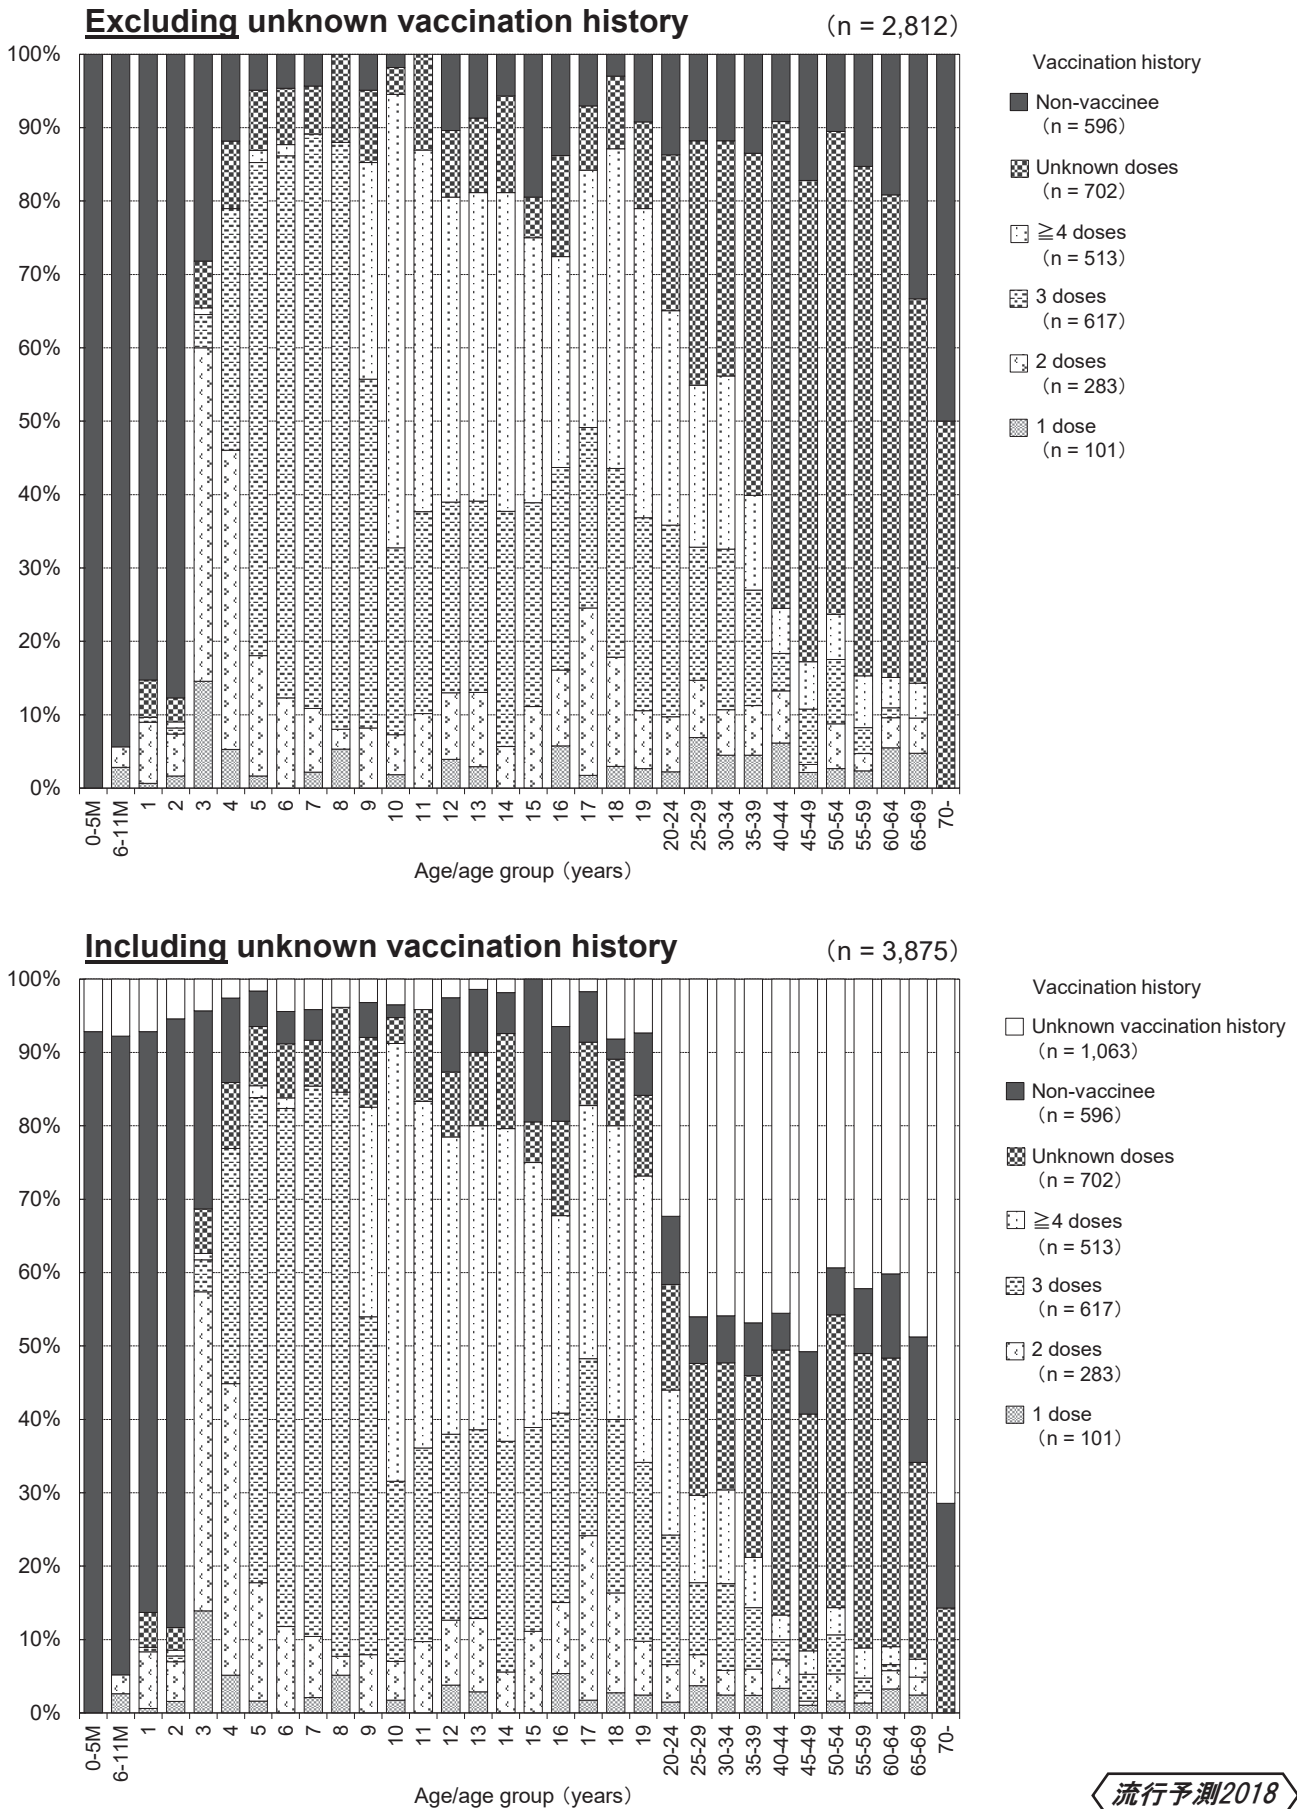 Excluding unknown vaccination history
（n = 2,812）
100%
90%
80%
70%
60%
50%
40%
30%
20%
10%
0%
0-5M
6-11M
1
2
3
4
5
6
7
8
9
10
11
12
13
14
15
16
17
18
19
20-24
25-29
30-34
35-39
40-44
45-49
50-54
55-59
60-64
65-69
70-
Age/age group（years）
Vaccination history
Non-vaccinee
（n = 596）
Unknown doses
（n = 702）
≧4 doses
（n = 513）
3 doses
（n = 617）
2 doses
（n = 283）
1 dose
（n = 101）
Including unknown vaccination history
（n = 3,875）
100%
90%
80%
70%
60%
50%
40%
30%
20%
10%
0%
0-5M
6-11M
1
2
3
4
5
6
7
8
9
10
11
12
13
14
15
16
17
18
19
20-24
25-29
30-34
35-39
40-44
45-49
50-54
55-59
60-64
65-69
70-
Age/age group（years）
Vaccination history
Unknown vaccination history
（n = 1,063）
Non-vaccinee
（n = 596）
Unknown doses
（n = 702）
≧4 doses
（n = 513）
3 doses
（n = 617）
2 doses
（n = 283）
1 dose
（n = 101）
流行予測2018